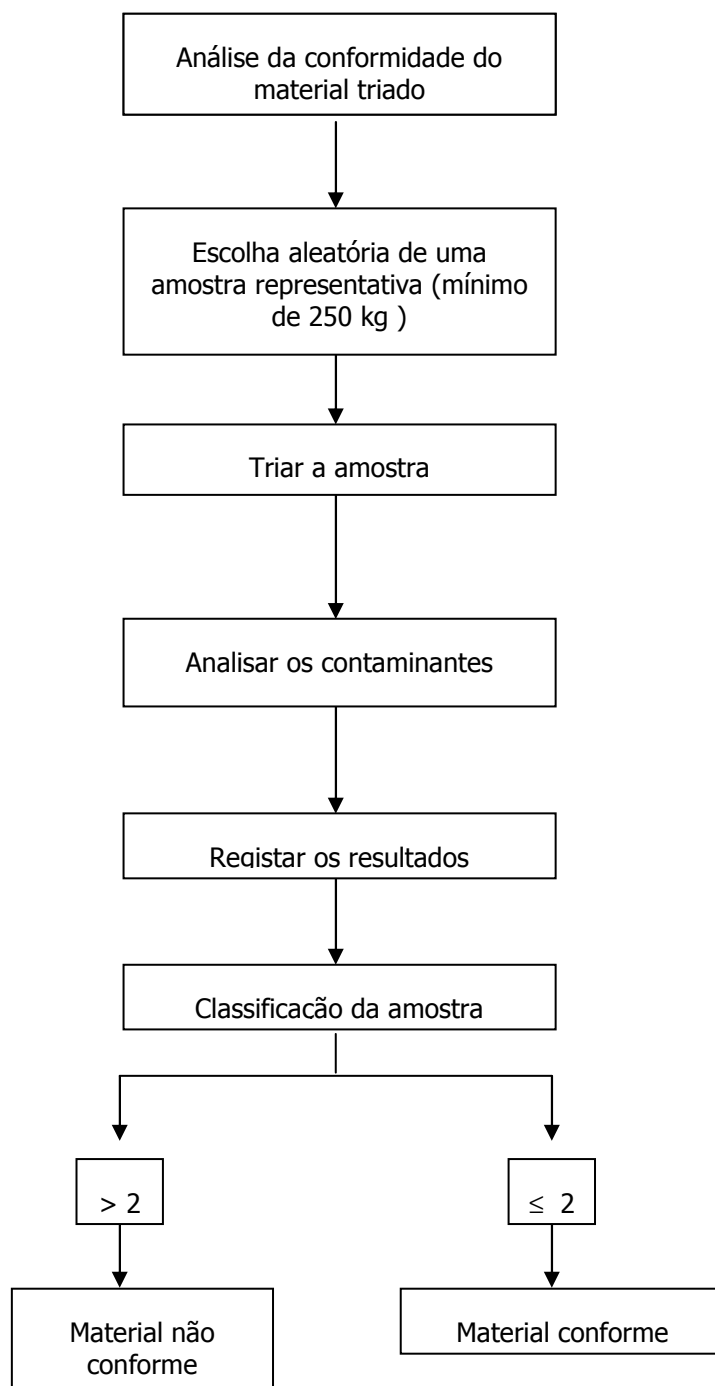 Análise da conformidade do
material triado
Escolha aleatória de uma
amostra representativa (mínimo
de 250 kg )
Triar a amostra
Analisar os contaminantes
Registar os resultados
Classificação da amostra
> 2
≤ 2
Material não
conforme
Material conforme